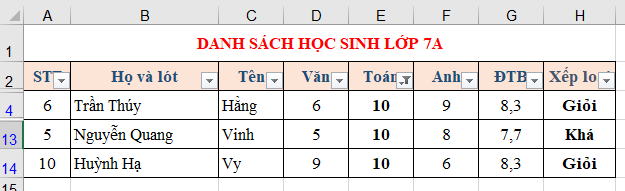 A B C D E F G H
1 DANH SÁCH HỌC SINH LỚP 7A
2 Họ và lót Tên Văn Toán Anh ĐTB Xếp
4 6 Trần Thúy Hằng 6 10 9 8,3 Giỏi
13 5 Nguyễn Quang Vinh 5 10 8 7,7 Khá
14 10 Huỳnh Hạ Vy 9 10 6 8,3 Giỏi
15